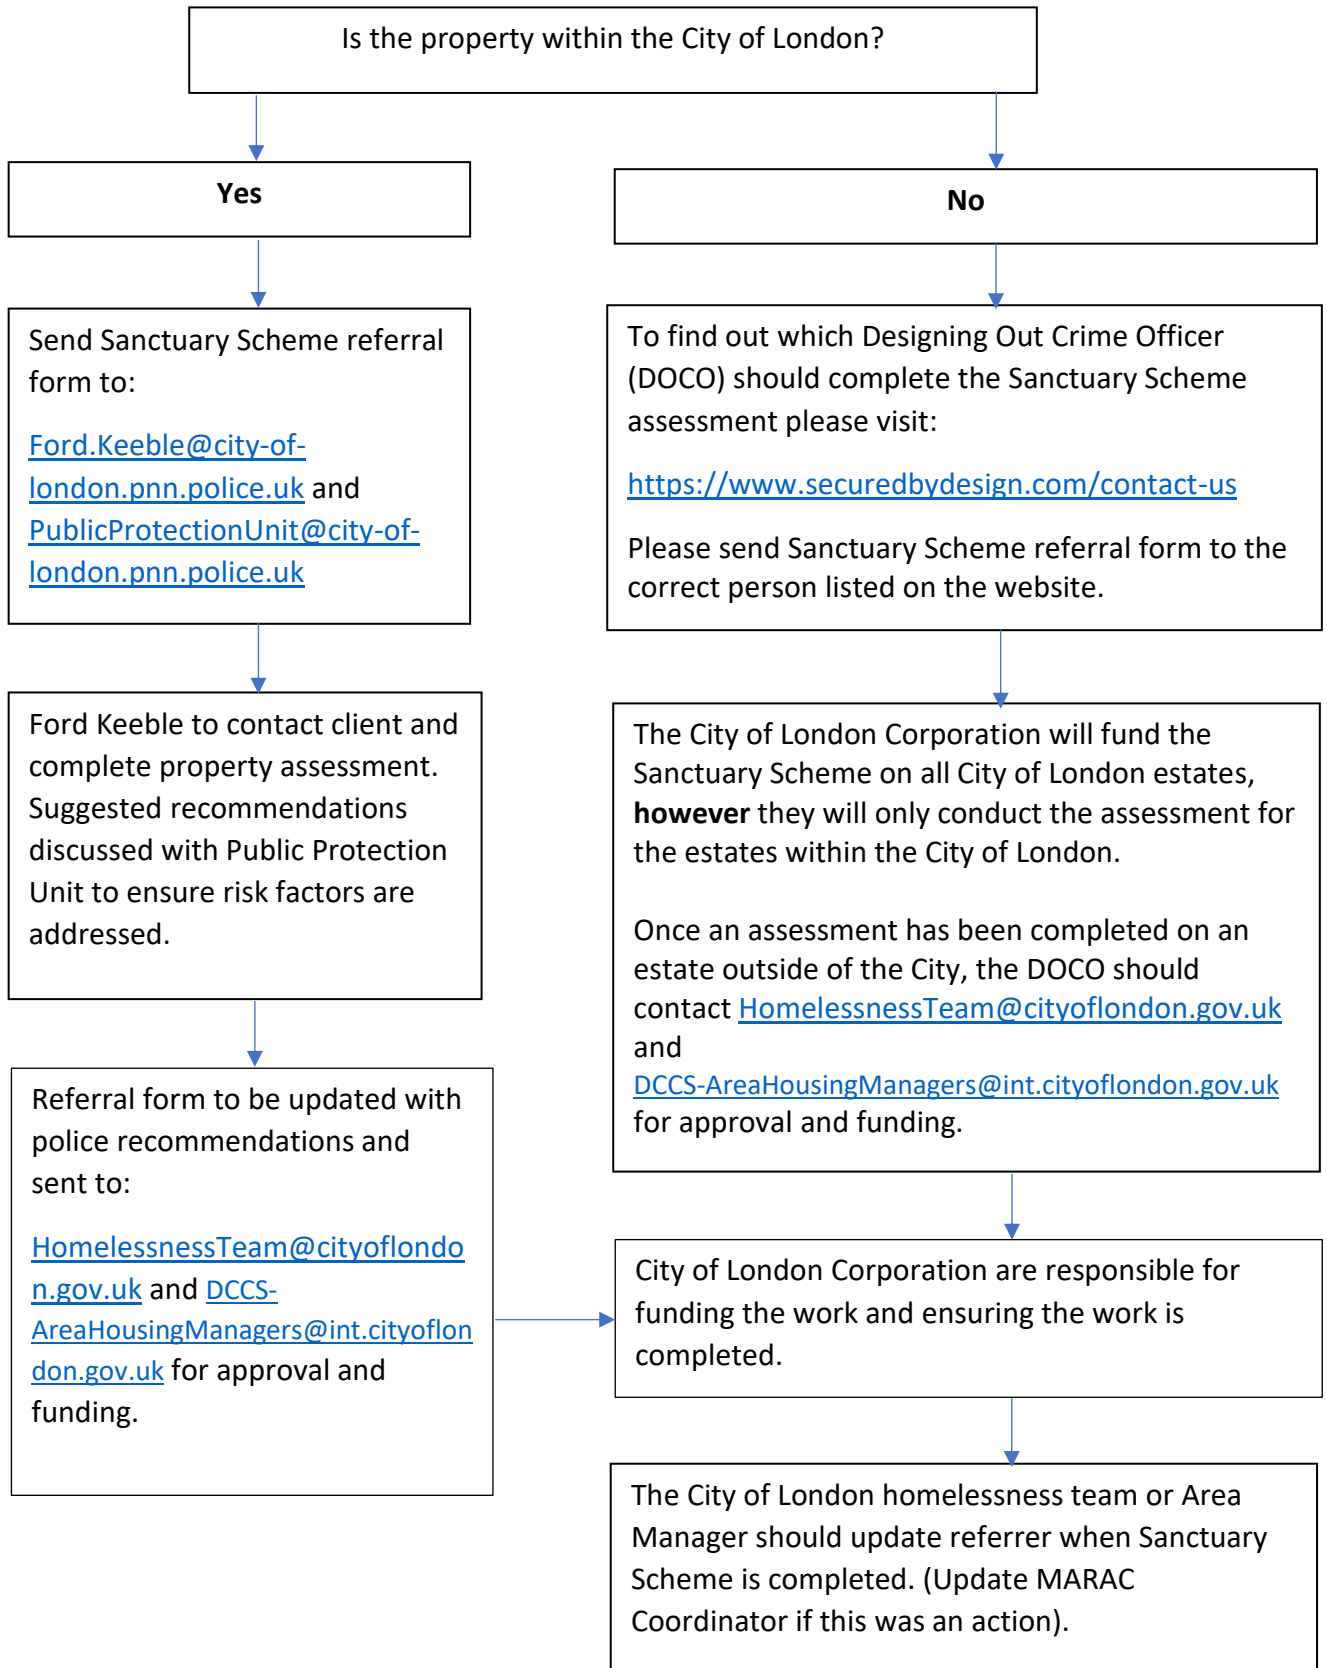 Is the property within the City of London?
Yes
No
Send Sanctuary Scheme referral
form to:
Ford.Keeble@city-of-
london.pnn.police.uk and
PublicProtectionUnit@city-of-
london.pnn.police.uk
To find out which Designing Out Crime Officer
(DOCO) should complete the Sanctuary Scheme
assessment please visit:
https://www.securedbydesign.com/contact-us
Please send Sanctuary Scheme referral form to the
correct person listed on the website.
Ford Keeble to contact client and
complete property assessment.
Suggested recommendations
discussed with Public Protection
Unit to ensure risk factors are
addressed.
The City of London Corporation will fund the
Sanctuary Scheme on all City of London estates,
however they will only conduct the assessment for
the estates within the City of London.
Once an assessment has been completed on an
estate outside of the City, the DOCO should
contact HomelessnessTeam@cityoflondon.gov.uk
and
DCCS-AreaHousingManagers@int.cityoflondon.gov.uk
for approval and funding.
Referral form to be updated with
police recommendations and
sent to:
HomelessnessTeam@cityoflondo
n.gov.uk and DCCS-
AreaHousingManagers@int.cityoflon
don.gov.uk for approval and
funding.
City of London Corporation are responsible for
funding the work and ensuring the work is
completed.
The City of London homelessness team or Area
Manager should update referrer when Sanctuary
Scheme is completed. (Update MARAC
Coordinator if this was an action).